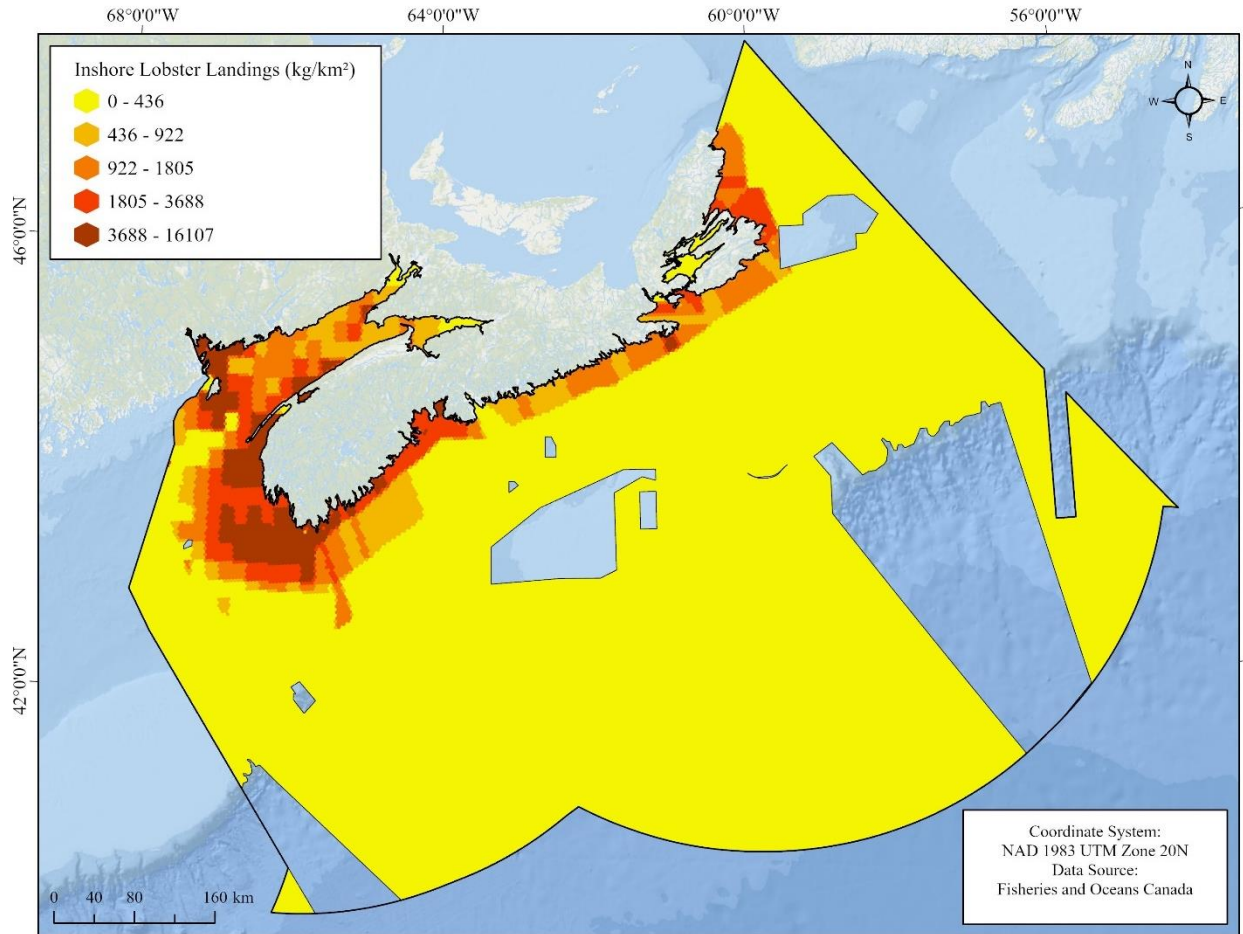 68°0'0"W
64°0'0"W
60°0'0"W
56°0'0"W
Inshore Lobster Landings (kg/km²)
0 - 436
436 - 922
922 - 1805
1805 - 3688
3688 - 16107
N
W
E
S
46°0'0"N
42°0'0"N
0 40 80 160 km
Coordinate System:
NAD 1983 UTM Zone 20N
Data Source:
Fisheries and Oceans Canada